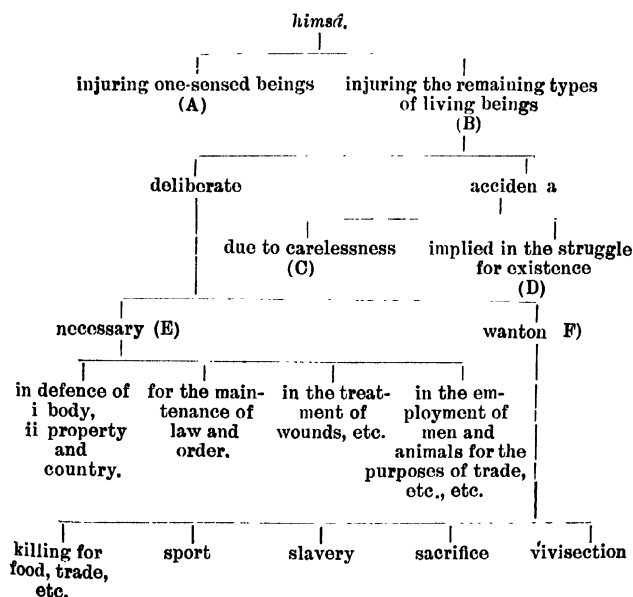 himsâ.
injuring one-sensed beings
(A)
injuring the remaining types
of living beings
(B)
deliberate
acciden a
due to carelessness
(C)
implied in the struggle
for existence
(D)
necessary (E)
wanton F)
in defence of
i body,
ii property
and
country.
for the main-
tenance of
law and
order.
in the treat-
ment of
wounds, etc.
in the em-
ployment of
men and
animals for the
purposes of trade,
etc., etc.
killing for
food, trade,
etc.
sport
slavery
sacrifice
vivisection